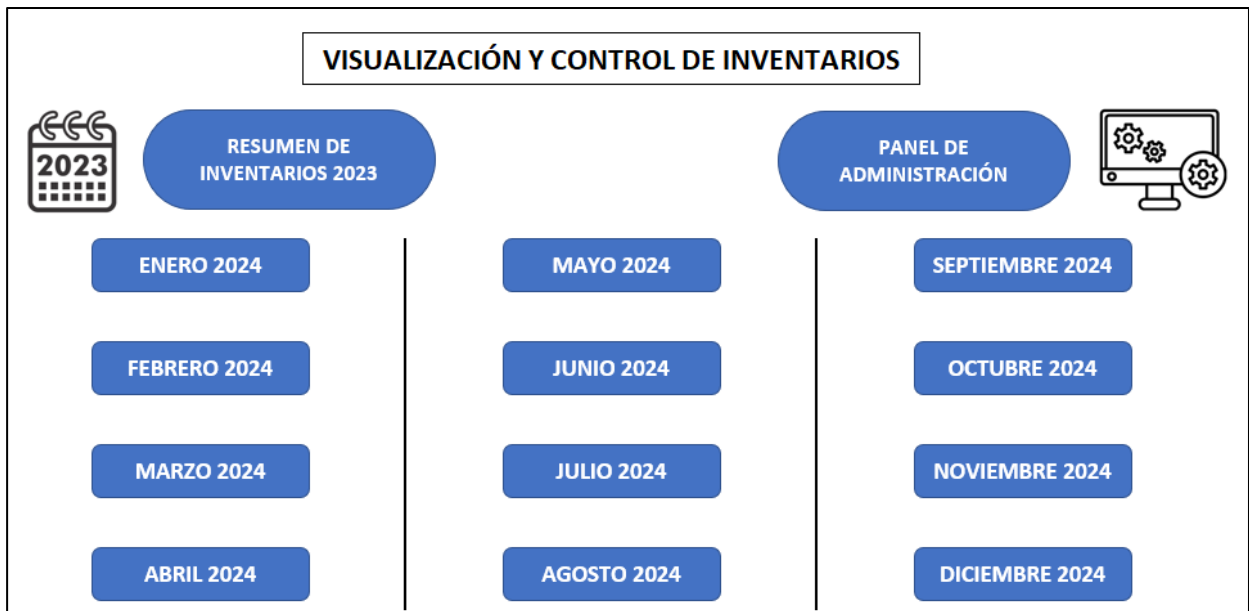 VISUALIZACIÓN Y CONTROL DE INVENTARIOS
2023
RESUMEN DE
INVENTARIOS 2023
PANEL DE
ADMINISTRACIÓN
ENERO 2024
FEBRERO 2024
MARZO 2024
ABRIL 2024
MAYO 2024
JUNIO 2024
JULIO 2024
AGOSTO 2024
SEPTIEMBRE 2024
OCTUBRE 2024
NOVIEMBRE 2024
DICIEMBRE 2024